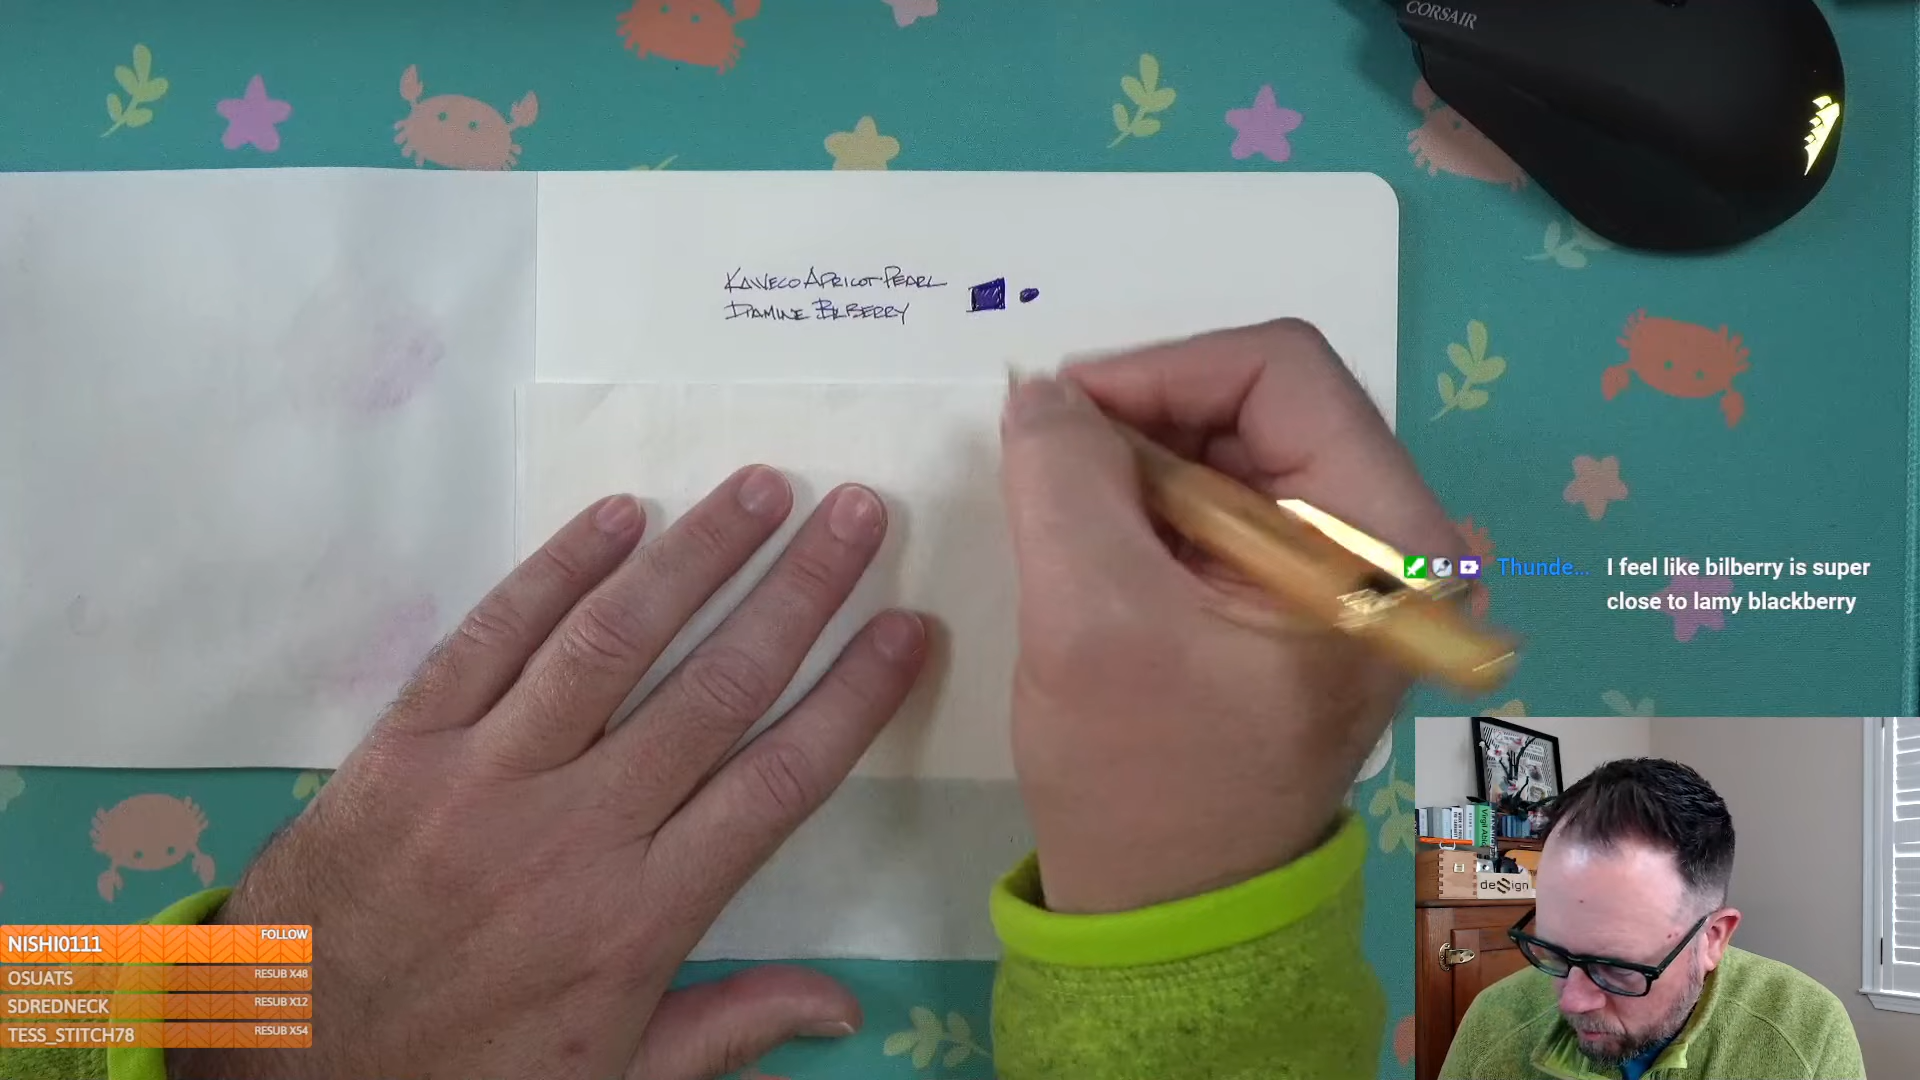 CORSAIR
KAWECO APRICOT PEARL
DIAMINE BILBERRY
Thunde... I feel like bilberry is super
close to lamy blackberry
deSign
NISHI0111 FOLLOW
OSUATS RESUB X48
SDREDNECK RESUB X12
TESS_STITCH78 RESUB X54